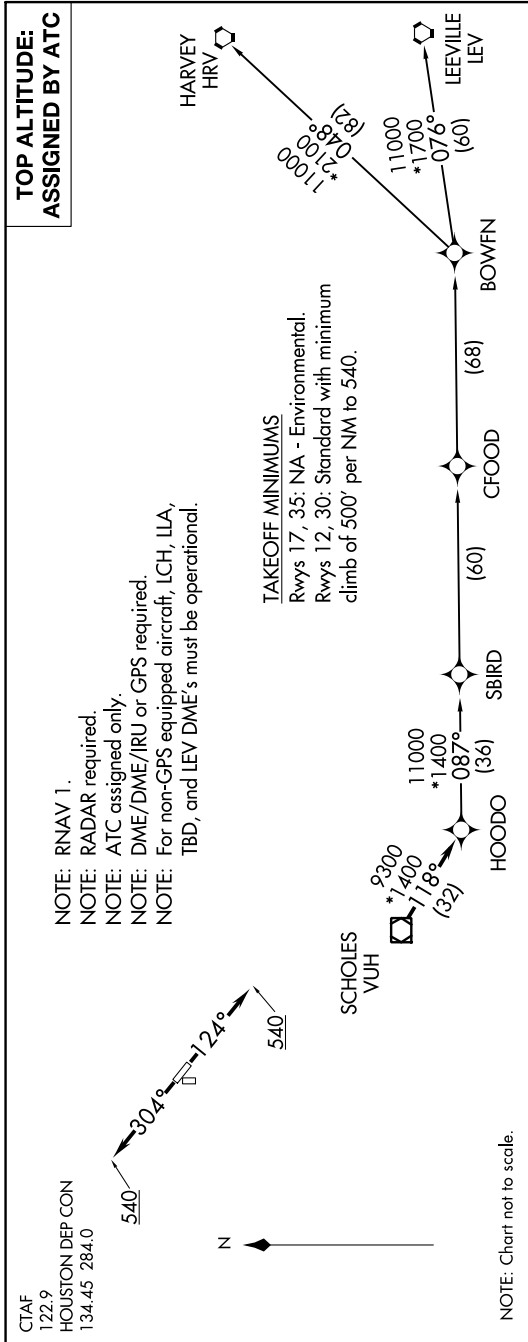 TOP ALTITUDE:
ASSIGNED BY ATC
CTAF
122.9
HOUSTON DEP CON
134.45 284.0
NOTE: RNAV 1.
NOTE: RADAR required.
NOTE: ATC assigned only.
NOTE: DME/DME/IRU or GPS required.
NOTE: For non-GPS equipped aircraft, LCH, LLA,
TBD, and LEV DME's must be operational.
540
304°
124°
540
TAKEOFF MINIMUMS
Rwys 17, 35: NA - Environmental.
Rwys 12, 30: Standard with minimum
climb of 500' per NM to 540.
N
SCHOLES
VUH
9300
*1400
118°
(32)
HOODO
11000
*1400
087°
(36)
SBIRD
(60)
CFOOD
(68)
BOWFN
11000
*2100
048°
(82)
HARVEY
HRV
11000
*1700
076°
(60)
LEEVILLE
LEV
NOTE: Chart not to scale.